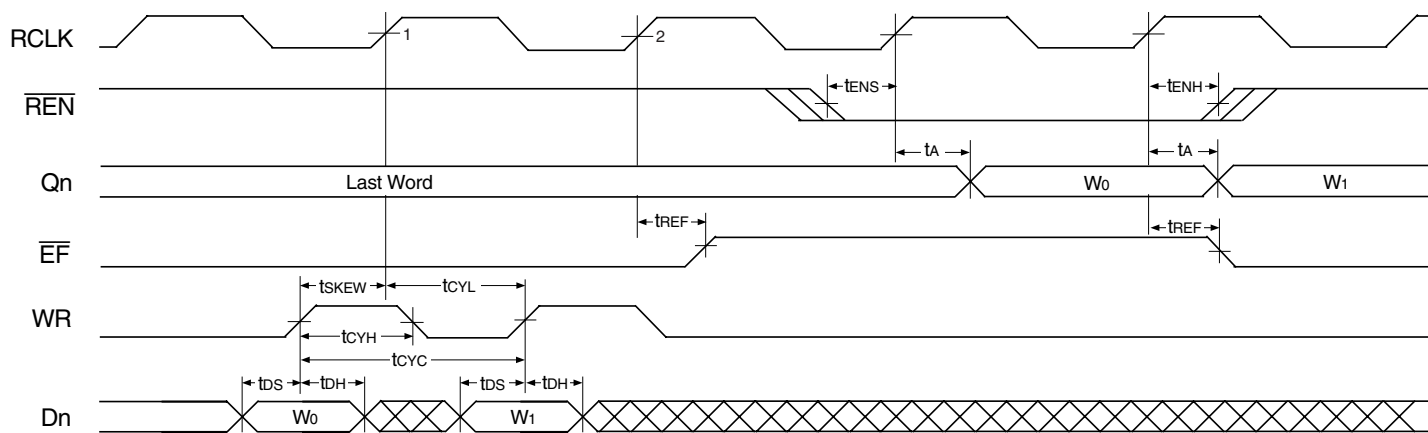 RCLK 1 2
REN tENS tENH
tA tA
Qn Last Word W0 W1
tREF tREF
EF
tSKEW tCYL
WR
tCYH
tCYC
tDS tDH tDS tDH
Dn W0 W1